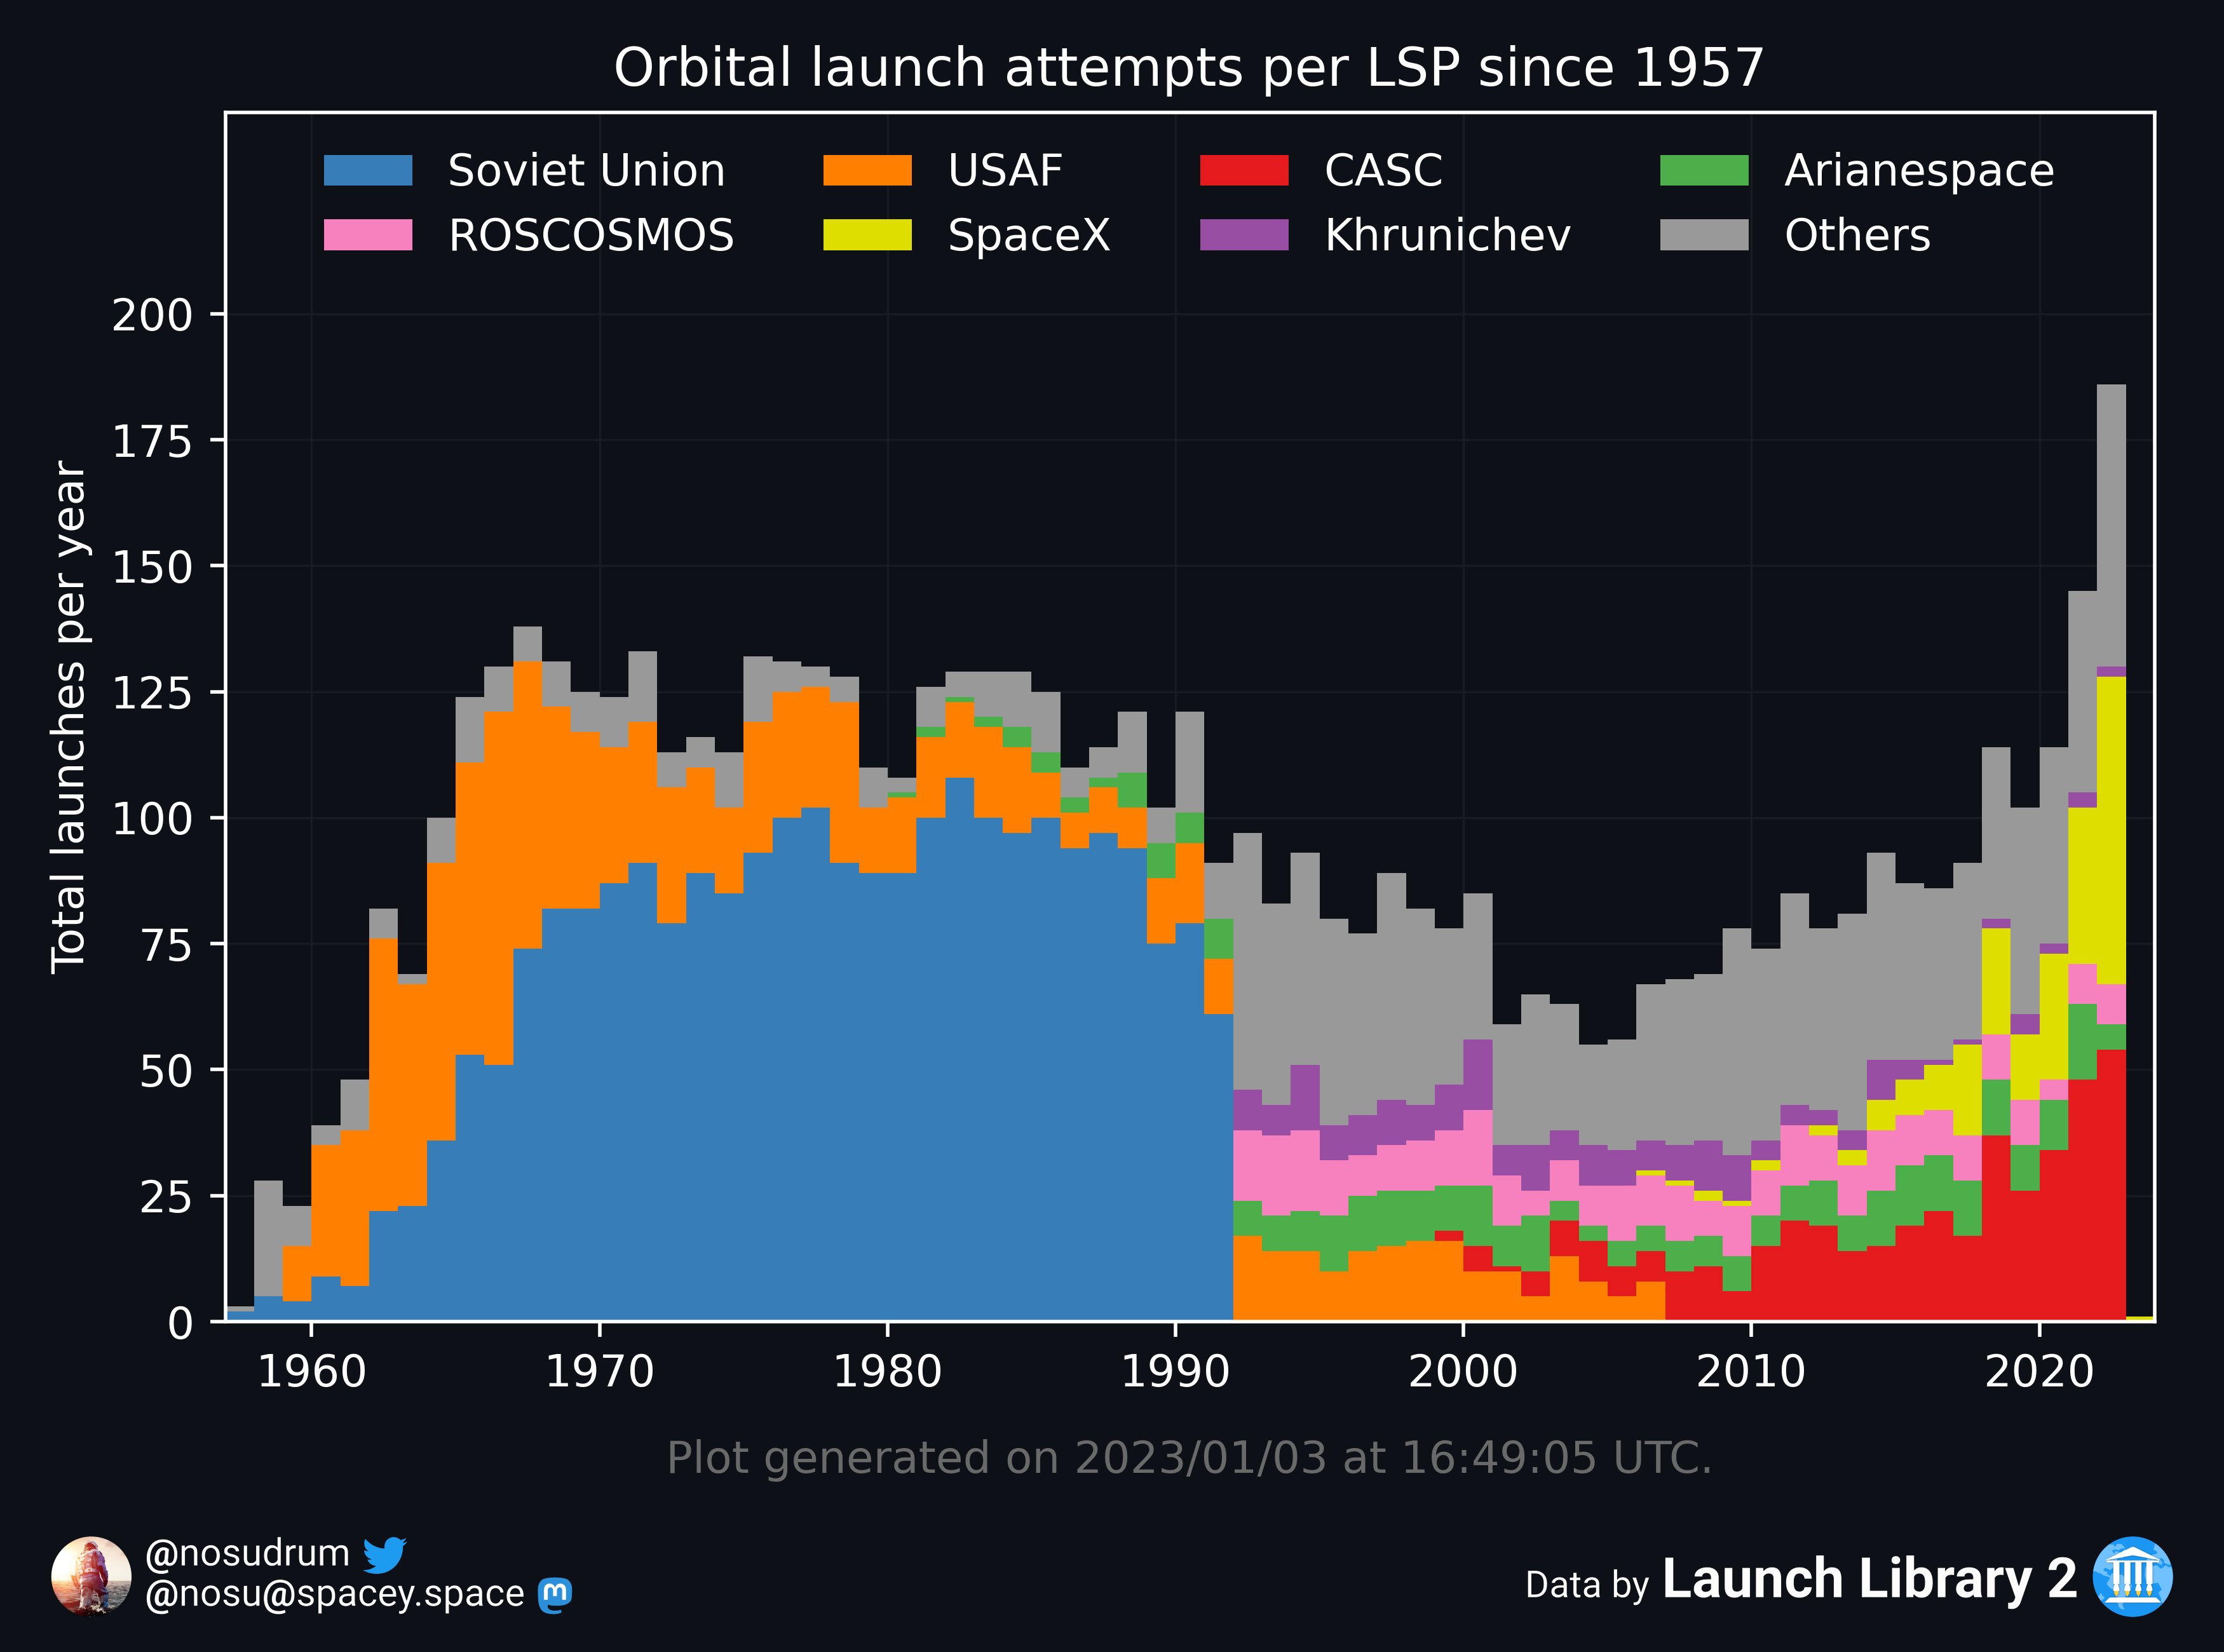 Orbital launch attempts per LSP since 1957
Soviet Union USAF CASC Arianespace
ROSCOSMOS SpaceX Khrunichev Others
Total launches per year
200
175
150
125
100
75
50
25
0
1960 1970 1980 1990 2000 2010 2020
Plot generated on 2023/01/03 at 16:49:05 UTC.
@nosudrum
@nosu@spacey.space
Data by Launch Library 2